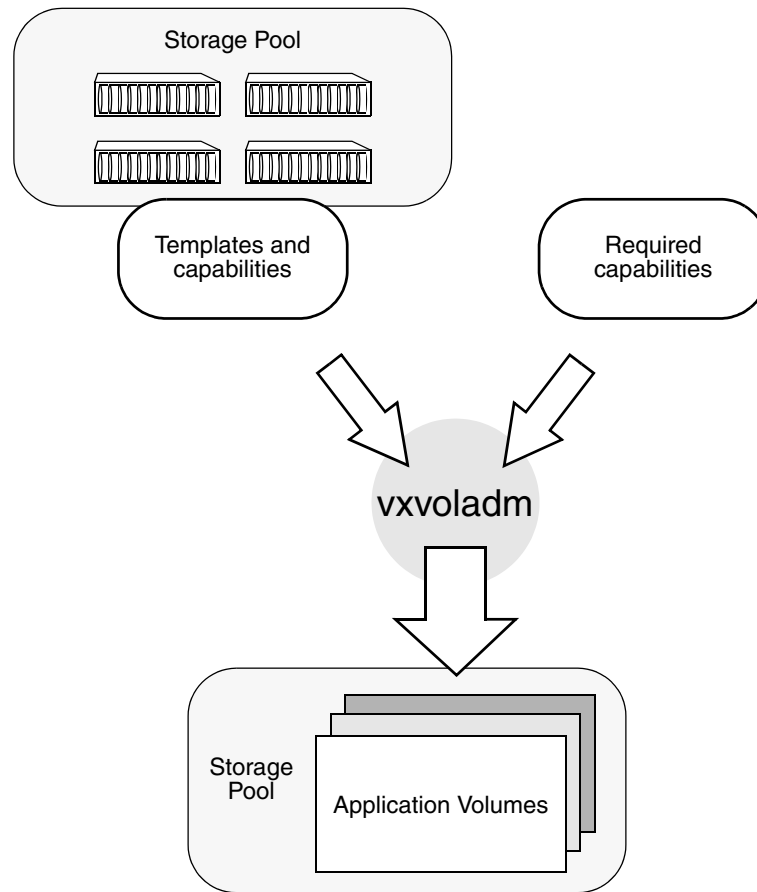 Storage Pool
Templates and
capabilities
Required
capabilities
vxvoladm
Storage
Pool
Application Volumes